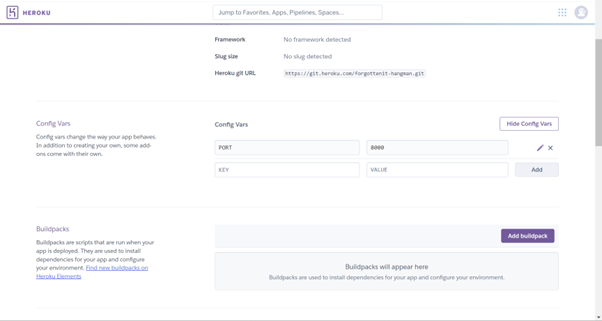 HEROKU
Jump to Favorites, Apps, Pipelines, Spaces...
Framework
No framework detected
Slug size
No slug detected
Heroku git URL
https://git.heroku.com/forgottenit-hangman.git
Config Vars
Config vars change the way your app behaves.
In addition to creating your own, some add-
ons come with their own.
Config Vars
Hide Config Vars
PORT
8000
KEY
VALUE
Add
Buildpacks
Buildpacks are scripts that are run when your
app is deployed. They are used to install
dependencies for your app and configure
your environment. Find new buildpacks on
Heroku Elements
Add buildpack
Buildpacks will appear here
Buildpacks are used to install dependencies for your app and configure your environment.